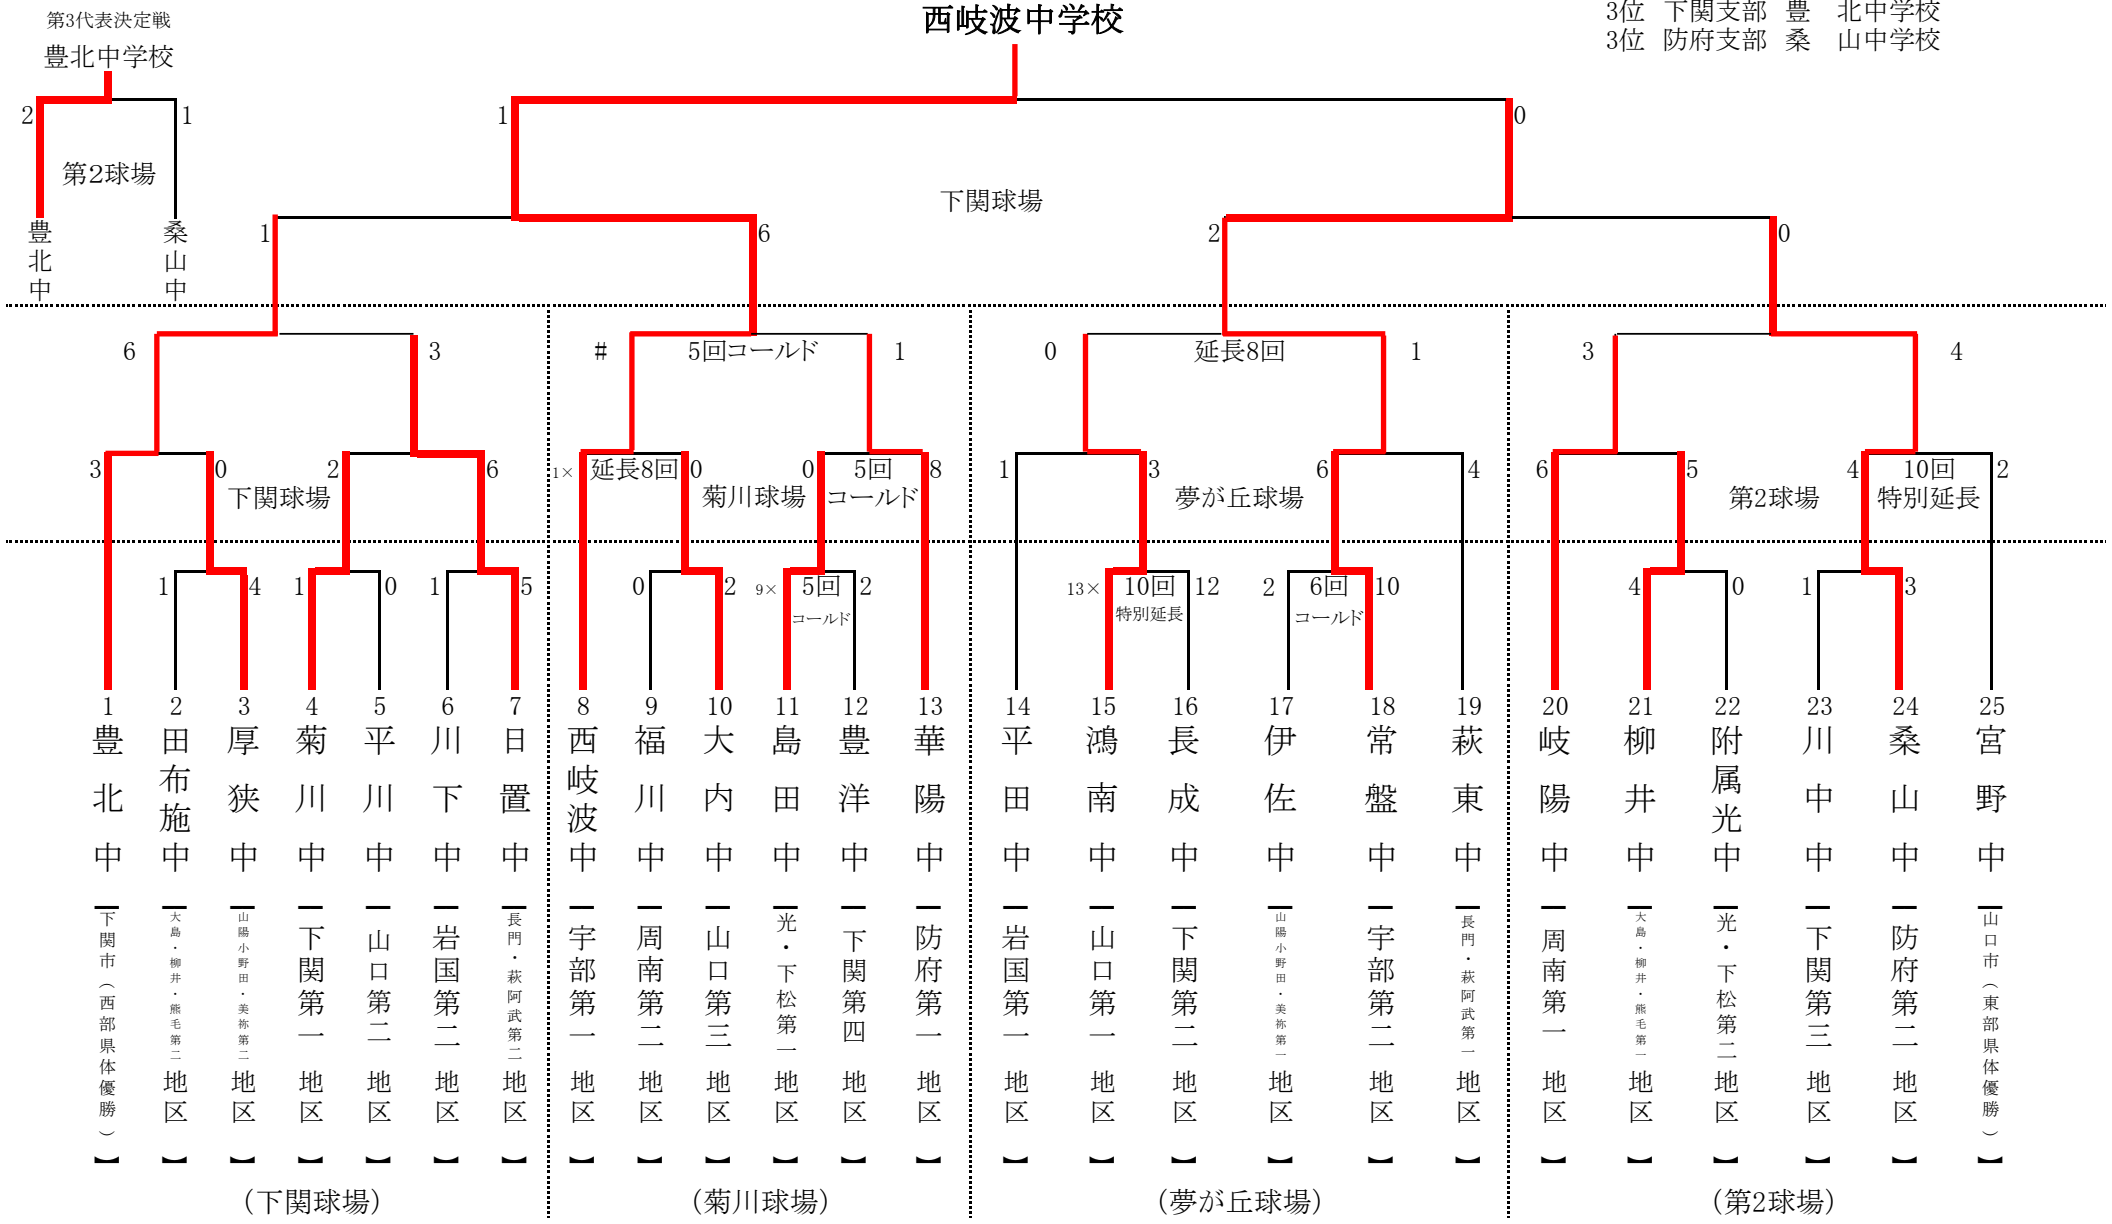 第3代表決定戦
豊北中学校
西岐波中学校
3位 下関支部 豊 北中学校
3位 防府支部 桑 山中学校
2 1
第2球場
豊北中
桑山中
1 0
下関球場
1 6 2 0
6 3 # 5回コールド 1 0 延長8回 1 3 4
3 0 2 6 1× 延長8回 0 0 5回 8 1 3 6 4 6 5 4 10回 2
下関球場 菊川球場 コールド 夢が丘球場 第2球場 特別延長
1 4 1 0 1 5 0 2 9× 5回 2 13× 10回 12 2 6回 10 4 0 1 3
コールド 特別延長 コールド
1 豊北中 下関市(西部県体優勝)】
2 田布施中 大島・柳井・熊毛第二 地区】
3 厚狭中 山陽小野田・美祢第二 地区】
4 菊川中 下関第一 地区】
5 平川中 山口第二 地区】
6 川下中 岩国第二 地区】
7 日置中 長門・萩阿武第二 地区】
8 西岐波中 宇部第一 地区】
9 福川中 周南第二 地区】
10 大内中 山口第三 地区】
11 島田中 光・下松第一 地区】
12 豊洋中 下関第四 地区】
13 華陽中 防府第一 地区】
14 平田中 岩国第一 地区】
15 鴻南中 山口第一 地区】
16 長成中 下関第二 地区】
17 伊佐中 山陽小野田・美祢第一 地区】
18 常盤中 宇部第二 地区】
19 萩東中 長門・萩阿武第一 地区】
20 岐陽中 周南第一 地区】
21 柳井中 大島・柳井・熊毛第一 地区】
22 附属光中 光・下松第二 地区】
23 川中中 下関第三 地区】
24 桑山中 防府第二 地区】
25 宮野中 山口市(東部県体優勝)】
(下関球場) (菊川球場) (夢が丘球場) (第2球場)